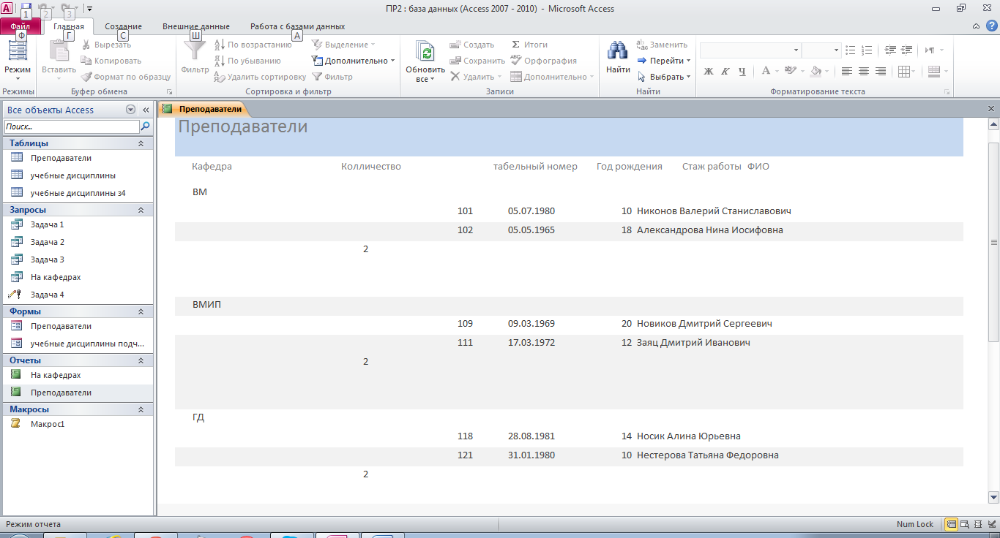 ПР2 : база данных (Access 2007 - 2010) - Microsoft Access
1 2 3
Файл Главная Создание Внешние данные Работа с базами данных
Ф Г С Ш А
Режим
Вставить
Вырезать
Копировать
Формат по образцу
Фильтр
По возрастанию
По убыванию
Удалить сортировку
Выделение
Дополнительно
Фильтр
Обновить
все
Создать
Сохранить
Удалить
Итоги
Орфография
Дополнительно
Найти
Заменить
Перейти
Выбрать
Ж К Ч А
Режимы Буфер обмена Сортировка и фильтр Записи Найти Форматирование текста
Все объекты Access
Поиск...
Таблицы
Преподаватели
учебные дисциплины
учебные дисциплины з4
Запросы
Задача 1
Задача 2
Задача 3
На кафедрах
Задача 4
Формы
Преподаватели
учебные дисциплины подч...
Отчеты
На кафедрах
Преподаватели
Макросы
Макрос1
Преподаватели
Преподаватели
Кафедра Колличество табельный номер Год рождения Стаж работы ФИО
ВМ
101 05.07.1980 10 Никонов Валерий Станиславович
102 05.05.1965 18 Александрова Нина Иосифовна
2
ВМИП
109 09.03.1969 20 Новиков Дмитрий Сергеевич
111 17.03.1972 12 Заяц Дмитрий Иванович
2
ГД
118 28.08.1981 14 Носик Алина Юрьевна
121 31.01.1980 10 Нестерова Татьяна Федоровна
2
Режим отчета Num Lock